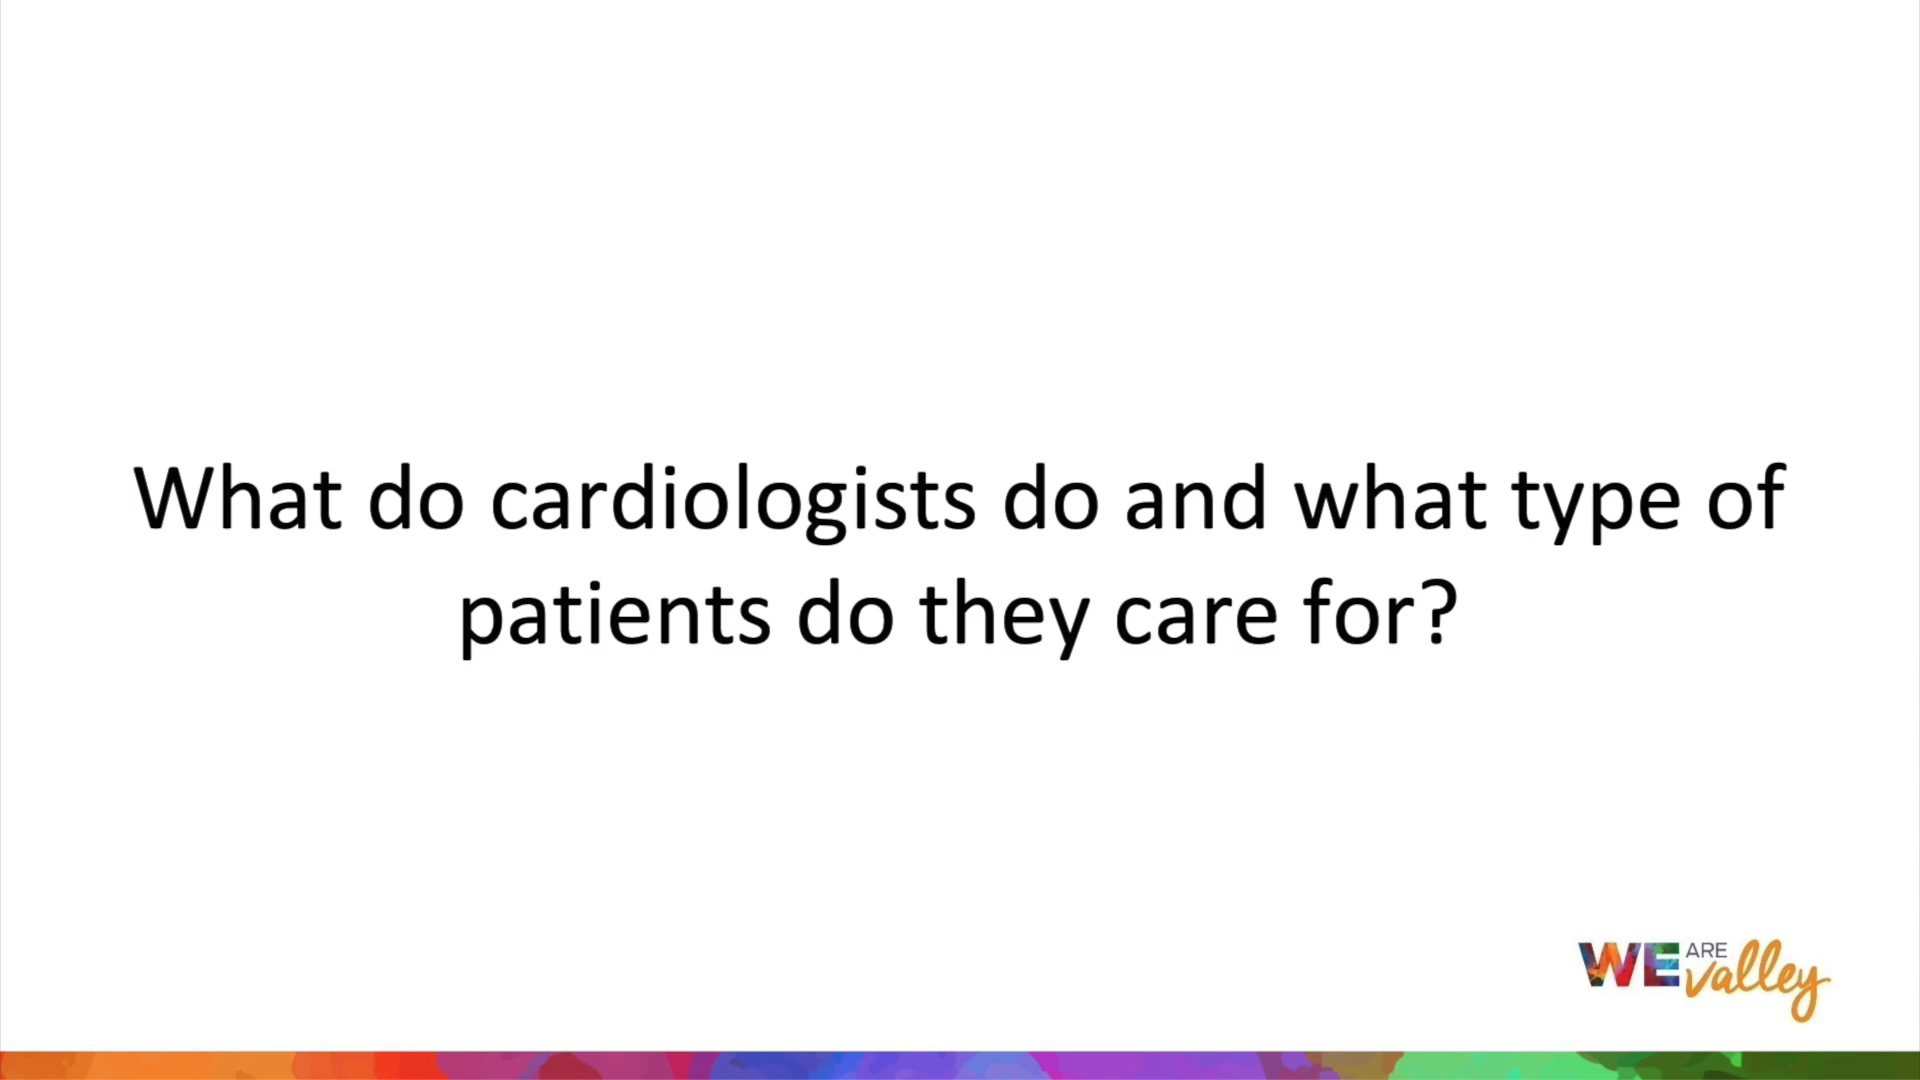 What do cardiologists do and what type of
patients do they care for?
WE ARE valley